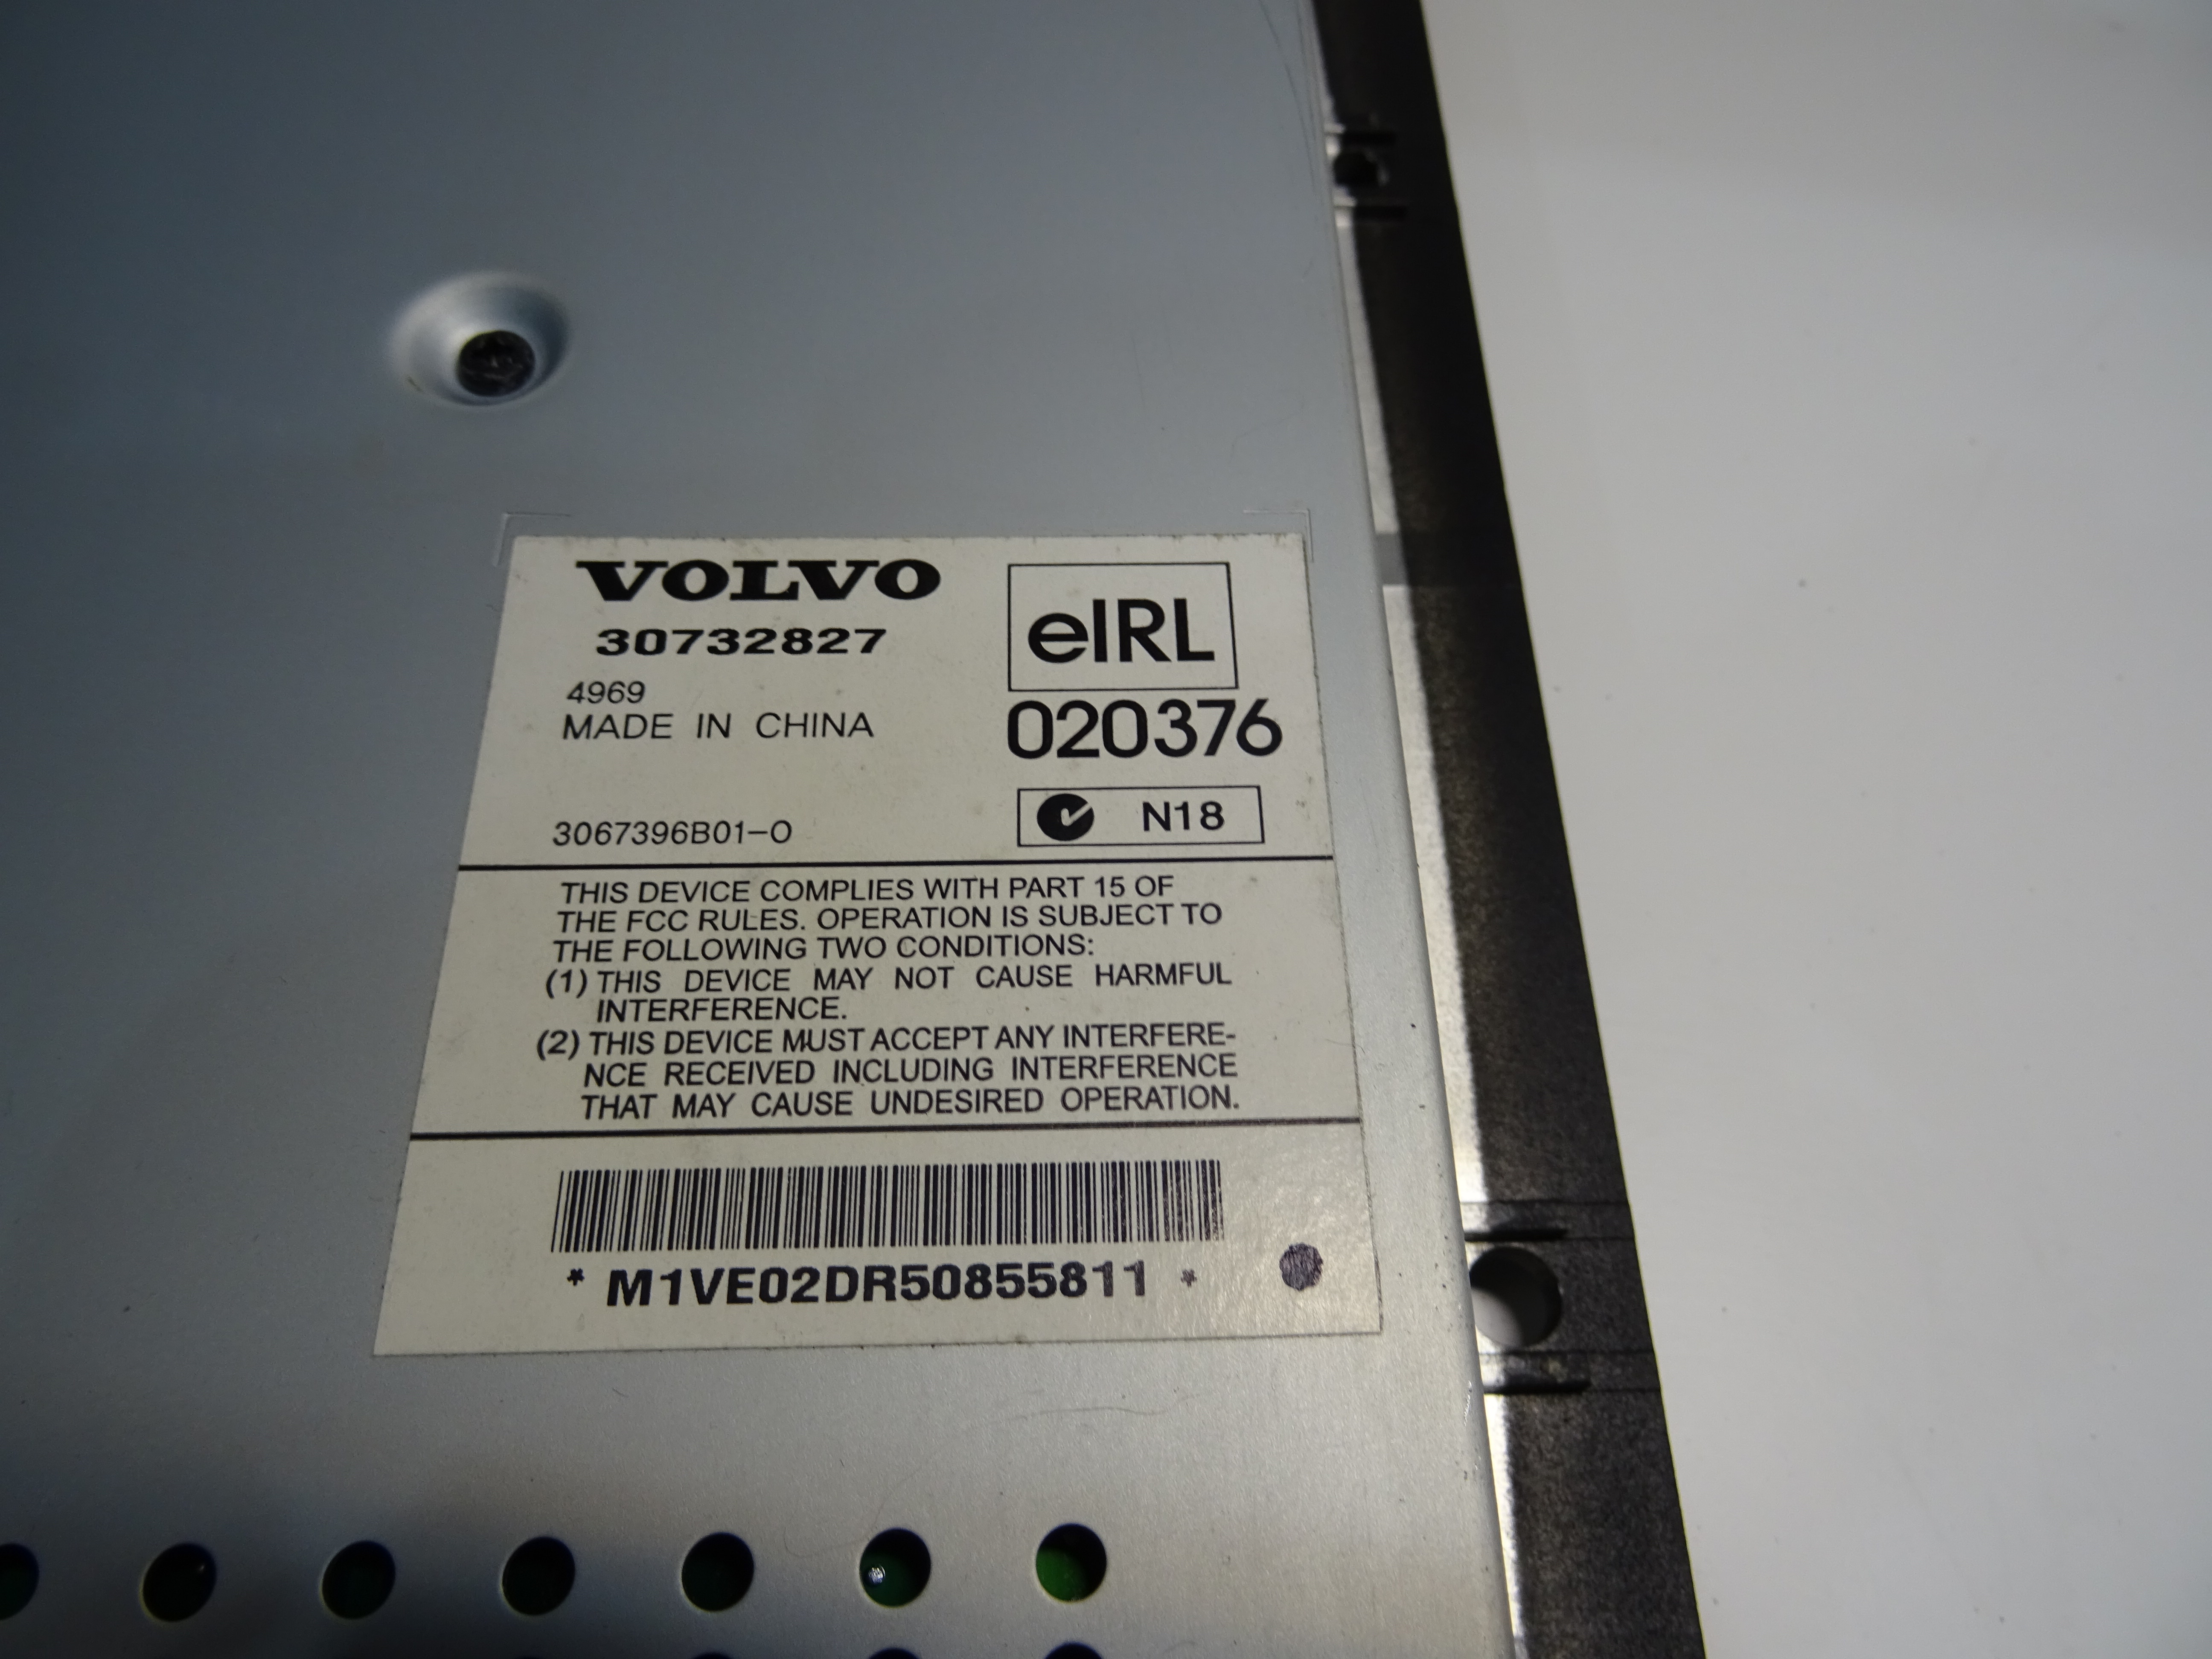 VOLVO
30732827
4969
MADE IN CHINA
3067396B01-0
eIRL
020376
N18
THIS DEVICE COMPLIES WITH PART 15 OF
THE FCC RULES. OPERATION IS SUBJECT TO
THE FOLLOWING TWO CONDITIONS:
(1) THIS DEVICE MAY NOT CAUSE HARMFUL
INTERFERENCE.
(2) THIS DEVICE MUST ACCEPT ANY INTERFERE-
NCE RECEIVED INCLUDING INTERFERENCE
THAT MAY CAUSE UNDESIRED OPERATION.
* M1VE02DR50855811 *